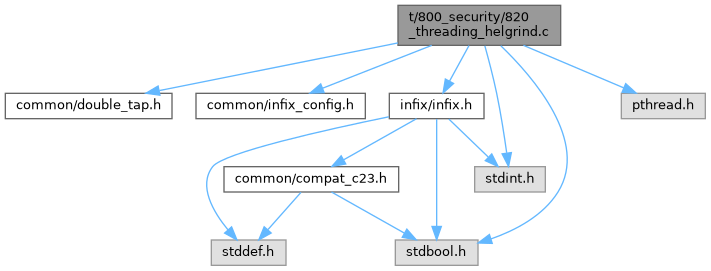 t/800_security/820
_threading_helgrind.c
common/double_tap.h
common/infix_config.h
infix/infix.h
pthread.h
common/compat_c23.h
stdint.h
stddef.h
stdbool.h